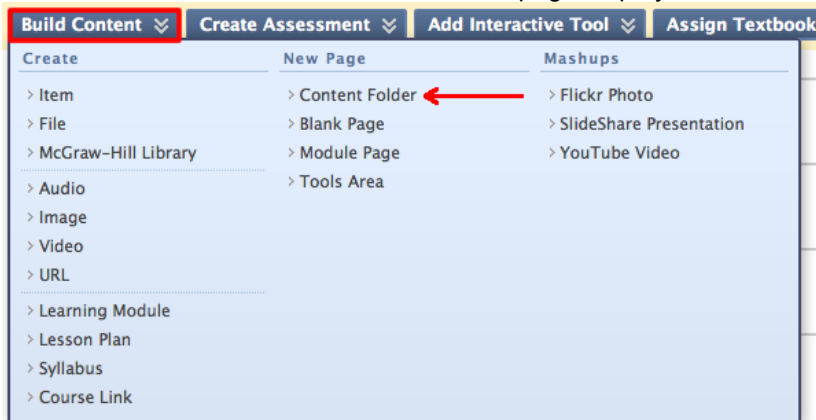 Build Content Create Assessment Add Interactive Tool Assign Textbook
Create
> Item
> File
> McGraw-Hill Library
> Audio
> Image
> Video
> URL
> Learning Module
> Lesson Plan
> Syllabus
> Course Link
New Page
> Content Folder
> Blank Page
> Module Page
> Tools Area
Mashups
> Flickr Photo
> SlideShare Presentation
> YouTube Video